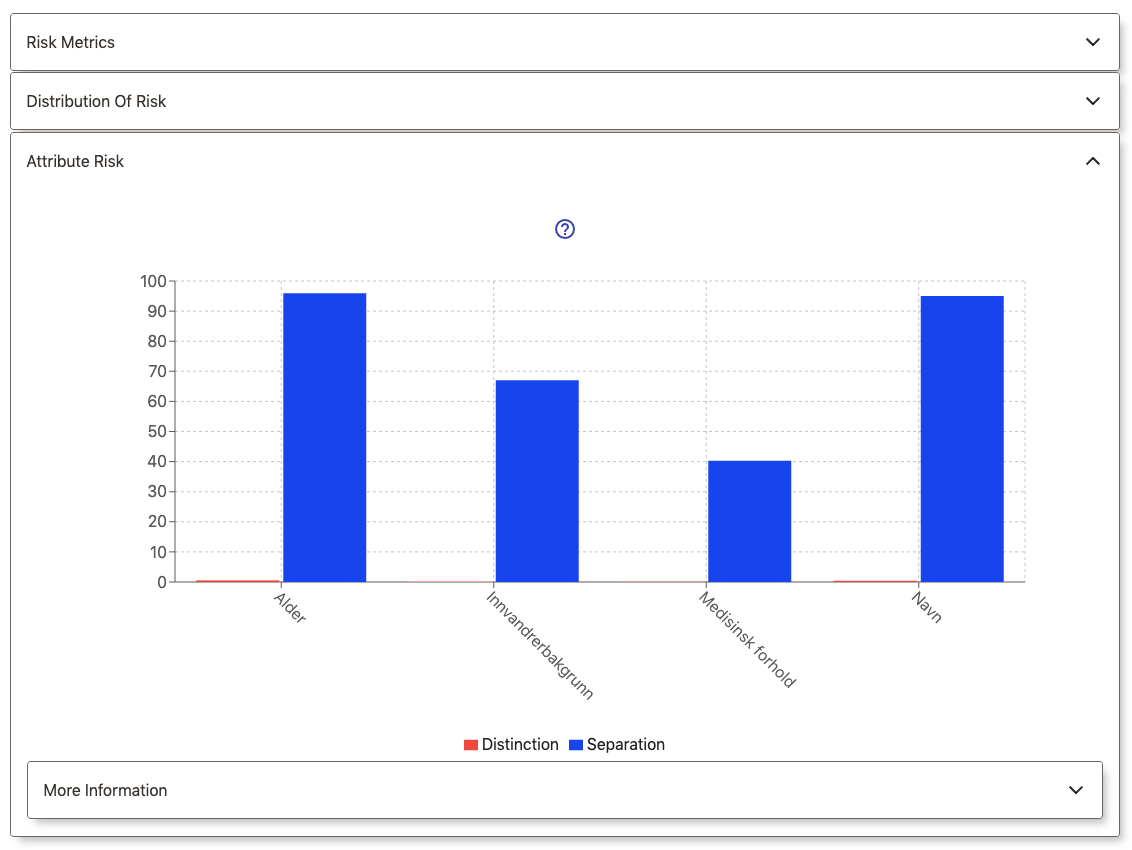 Risk Metrics
Distribution Of Risk
Attribute Risk
?
100
90
80
70
60
50
40
30
20
10
0
Alder
Innvandrerbakgrunn
Medisinsk forhold
Navn
Distinction Separation
More Information